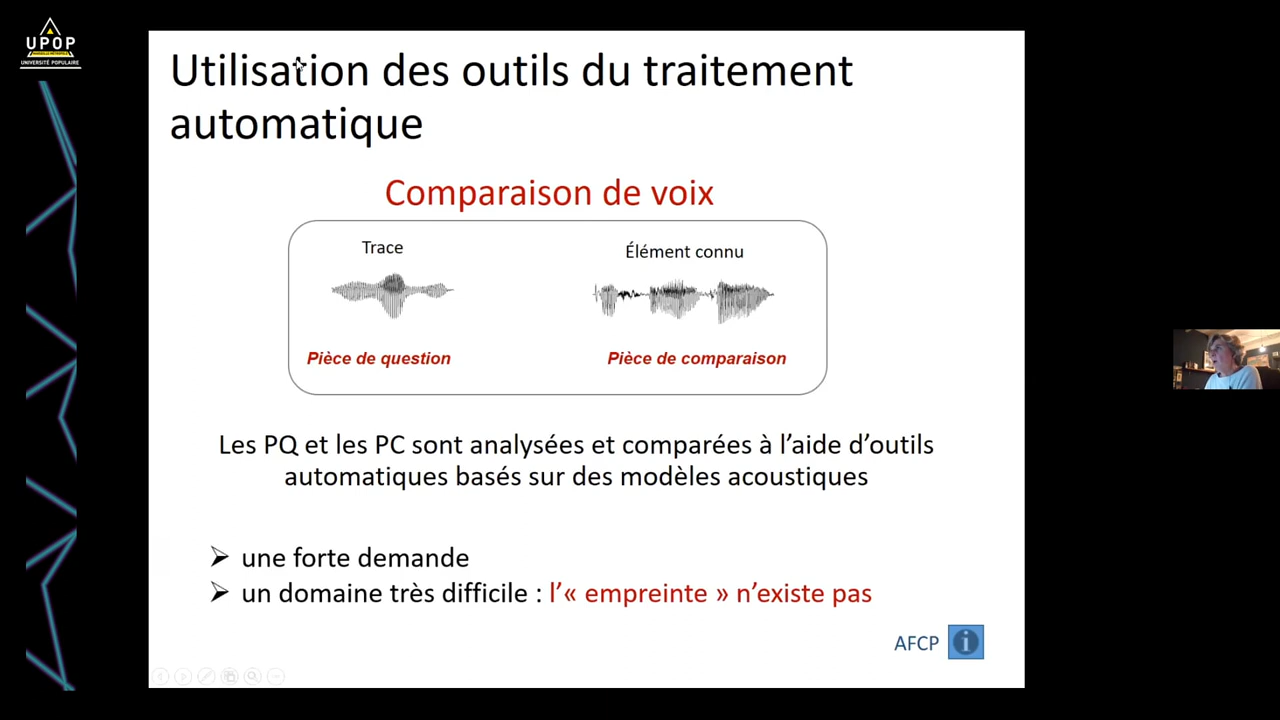 UPOP
MARSEILLE MÉTROPOLE
UNIVERSITÉ POPULAIRE
Utilisation des outils du traitement
automatique
Comparaison de voix
Trace
Élément connu
Pièce de question
Pièce de comparaison
Les PQ et les PC sont analysées et comparées à l’aide d’outils
automatiques basés sur des modèles acoustiques
➢ une forte demande
➢ un domaine très difficile : l’« empreinte » n’existe pas
AFCP
i